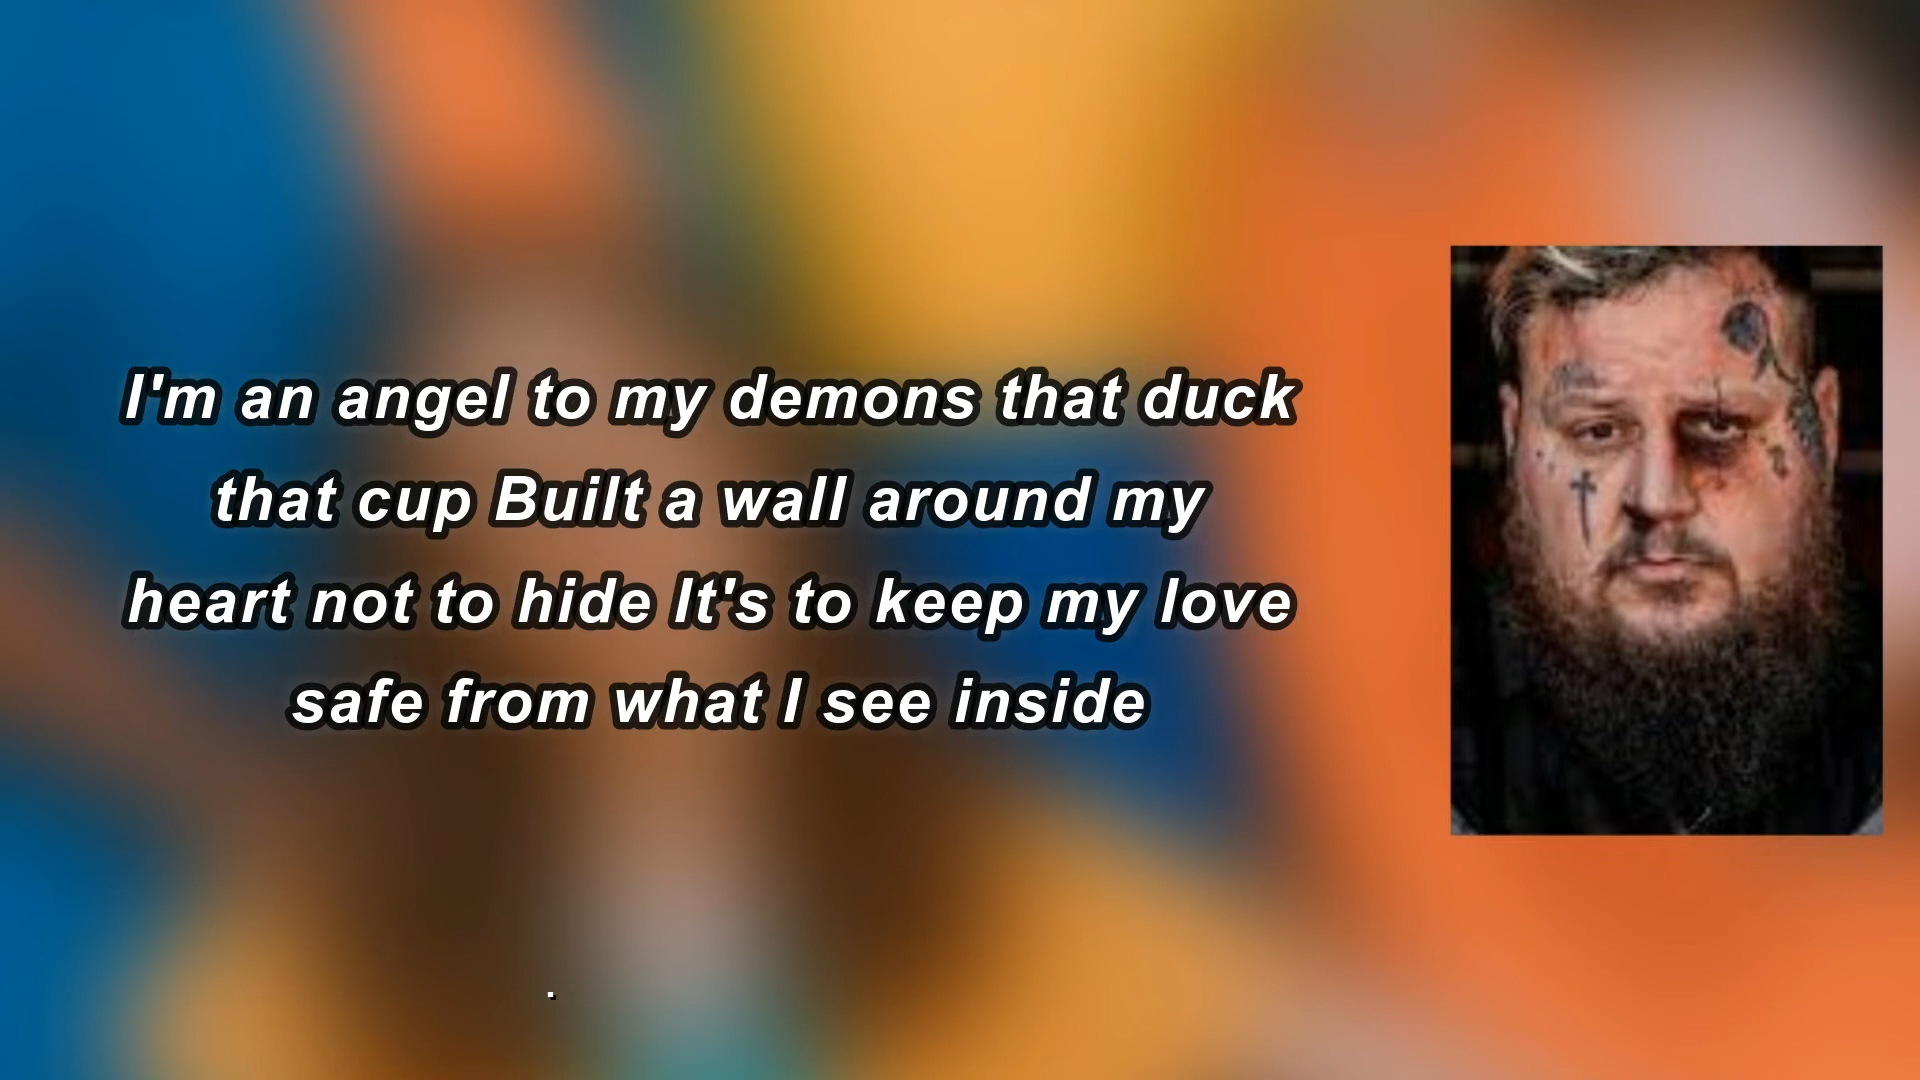 I'm an angel to my demons that duck
that cup Built a wall around my
heart not to hide It's to keep my love
safe from what I see inside
.